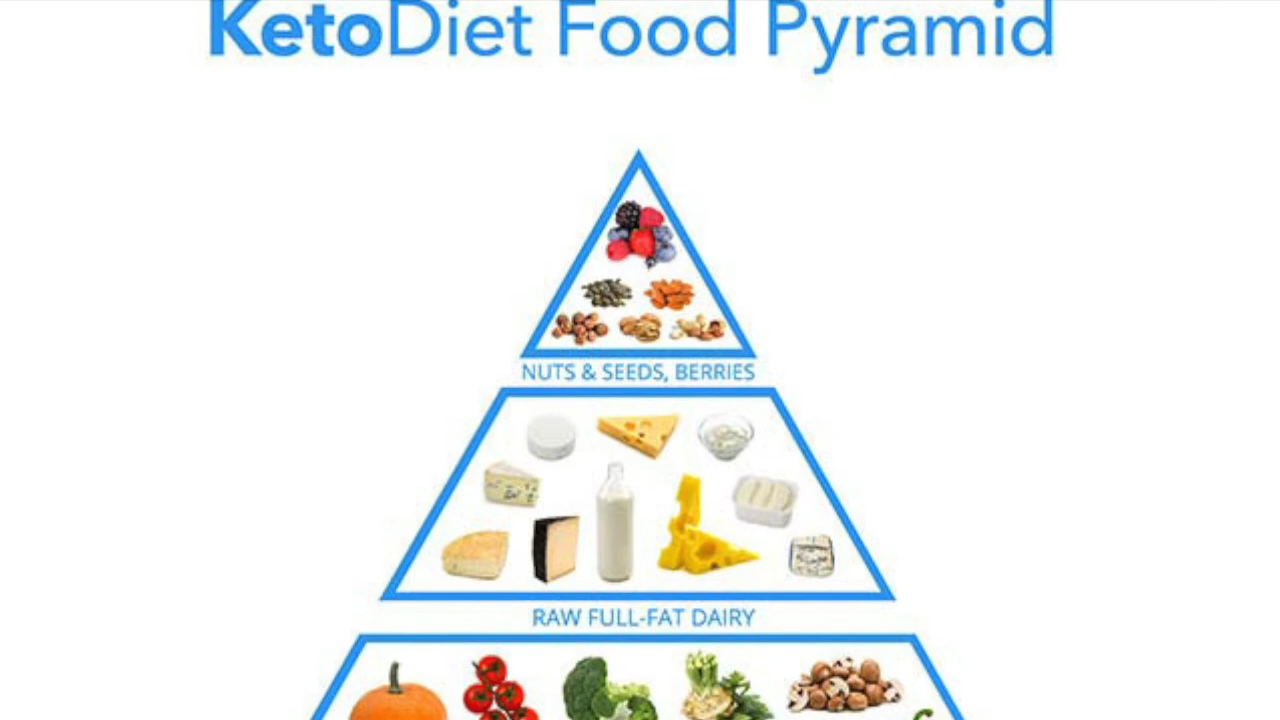 KetoDiet Food Pyramid
NUTS & SEEDS, BERRIES
RAW FULL-FAT DAIRY